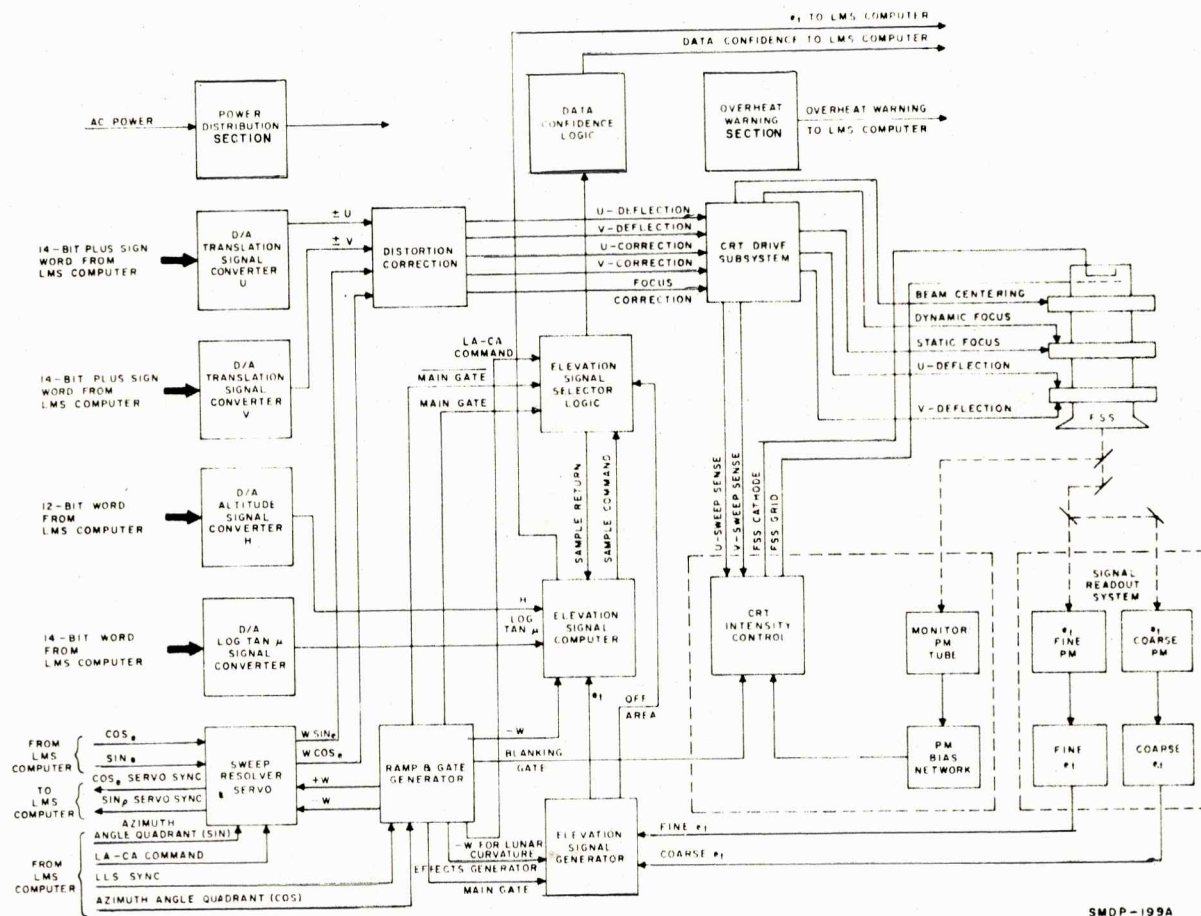 e₁ TO LMS COMPUTER
DATA CONFIDENCE TO LMS COMPUTER
AC POWER
POWER
DISTRIBUTION
SECTION
DATA
CONFIDENCE
LOGIC
OVERHEAT
WARNING
SECTION
OVERHEAT WARNING
TO LMS COMPUTER
14-BIT PLUS SIGN
WORD FROM
LMS COMPUTER
D/A
TRANSLATION
SIGNAL
CONVERTER
U
± U
± V
DISTORTION
CORRECTION
U-DEFLECTION
V-DEFLECTION
U-CORRECTION
V-CORRECTION
FOCUS
CORRECTION
CRT DRIVE
SUBSYSTEM
BEAM CENTERING
DYNAMIC FOCUS
STATIC FOCUS
U-DEFLECTION
V-DEFLECTION
FSS
14-BIT PLUS SIGN
WORD FROM
LMS COMPUTER
D/A
TRANSLATION
SIGNAL
CONVERTER
V
LA-CA
COMMAND
MAIN GATE
MAIN GATE
ELEVATION
SIGNAL
SELECTOR
LOGIC
SAMPLE RETURN
SAMPLE COMMAND
U-SWEEP SENSE
V-SWEEP SENSE
FSS CATHODE
FSS GRID
12-BIT WORD
FROM
LMS COMPUTER
D/A
ALTITUDE
SIGNAL
CONVERTER
H
14-BIT WORD
FROM
LMS COMPUTER
D/A
LOG TAN μ
SIGNAL
CONVERTER
H
LOG
TAN μ
ELEVATION
SIGNAL
COMPUTER
CRT
INTENSITY
CONTROL
MONITOR
PM
TUBE
SIGNAL
READOUT
SYSTEM
e₁
FINE
PM
e₁
COARSE
PM
PM
BIAS
NETWORK
FINE
e₁
COARSE
e₁
FROM
LMS
COMPUTER
COSₑ
SINₑ
TO
LMS
COMPUTER
COSₑ SERVO SYNC
SINρ SERVO SYNC
SWEEP
RESOLVER
SERVO
W SINₑ
W COSₑ
+W
-W
RAMP & GATE
GENERATOR
-W
BLANKING
GATE
e₁
OFF
AREA
FROM
LMS
COMPUTER
AZIMUTH
ANGLE QUADRANT (SIN)
LA-CA COMMAND
LLS SYNC
AZIMUTH ANGLE QUADRANT (COS)
-W FOR LUNAR
CURVATURE
EFFECTS GENERATOR
MAIN GATE
ELEVATION
SIGNAL
GENERATOR
FINE e₁
COARSE e₁
SMDP-199A